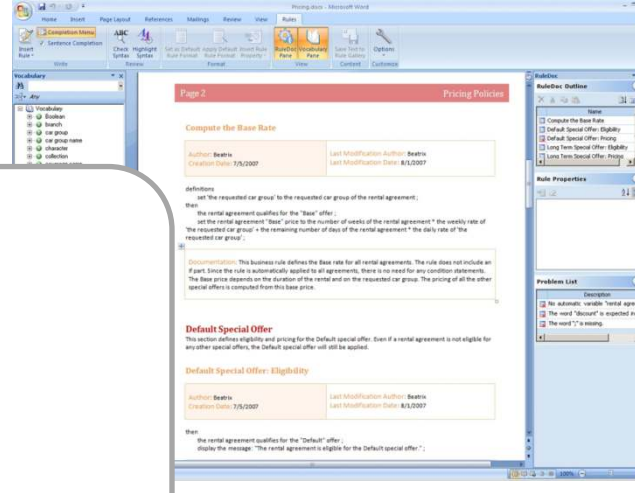 Pricing.docx - Microsoft Word
Home Insert Page Layout References Mailings Review View Rules
Insert Rule
Completion Menu
Sentence Completion
Check Syntax
Highlight Syntax
Set as Default Rule Format
Apply Default Rule Format
Insert Rule Property
RuleDoc Pane
Vocabulary Pane
Save Text to Rule Gallery
Options
Write Review Format View Content Customize
Vocabulary
Any
Vocabulary
Boolean
branch
car group
car group name
character
collection
Page 2 Pricing Policies
Compute the Base Rate
Author: Beatrix
Creation Date: 7/5/2007
Last Modification Author: Beatrix
Last Modification Date: 8/1/2007
definitions
set 'the requested car group' to the requested car group of the rental agreement ;
then
the rental agreement qualifies for the "Base" offer ;
set the rental agreement "Base" price to the number of weeks of the rental agreement * the weekly rate of
'the requested car group' + the remaining number of days of the rental agreement * the daily rate of 'the
requested car group' ;
Documentation: This business rule defines the Base rate for all rental agreements. The rule does not include an
if part. Since the rule is automatically applied to all agreements, there is no need for any condition statements.
The Base price depends on the duration of the rental and on the requested car group. The pricing of all the other
special offers is computed from this base price.
Default Special Offer
This section defines eligibility and pricing for the Default special offer. Even if a rental agreement is not eligible for
any other special offers, the Default special offer will still be applied.
Default Special Offer: Eligibility
Author: Beatrix
Creation Date: 7/5/2007
Last Modification Author: Beatrix
Last Modification Date: 8/1/2007
then
the rental agreement qualifies for the "Default" offer ;
display the message: "The rental agreement is eligible for the Default special offer." ;
RuleDoc
RuleDoc Outline
Name
Compute the Base Rate
Default Special Offer: Eligibility
Default Special Offer: Pricing
Long Term Special Offer: Eligibility
Long Term Special Offer: Pricing
Rule Properties
Problem List
Description
No automatic variable "rental agre
The word "discount" is expected in
The word ";" is missing.
100%